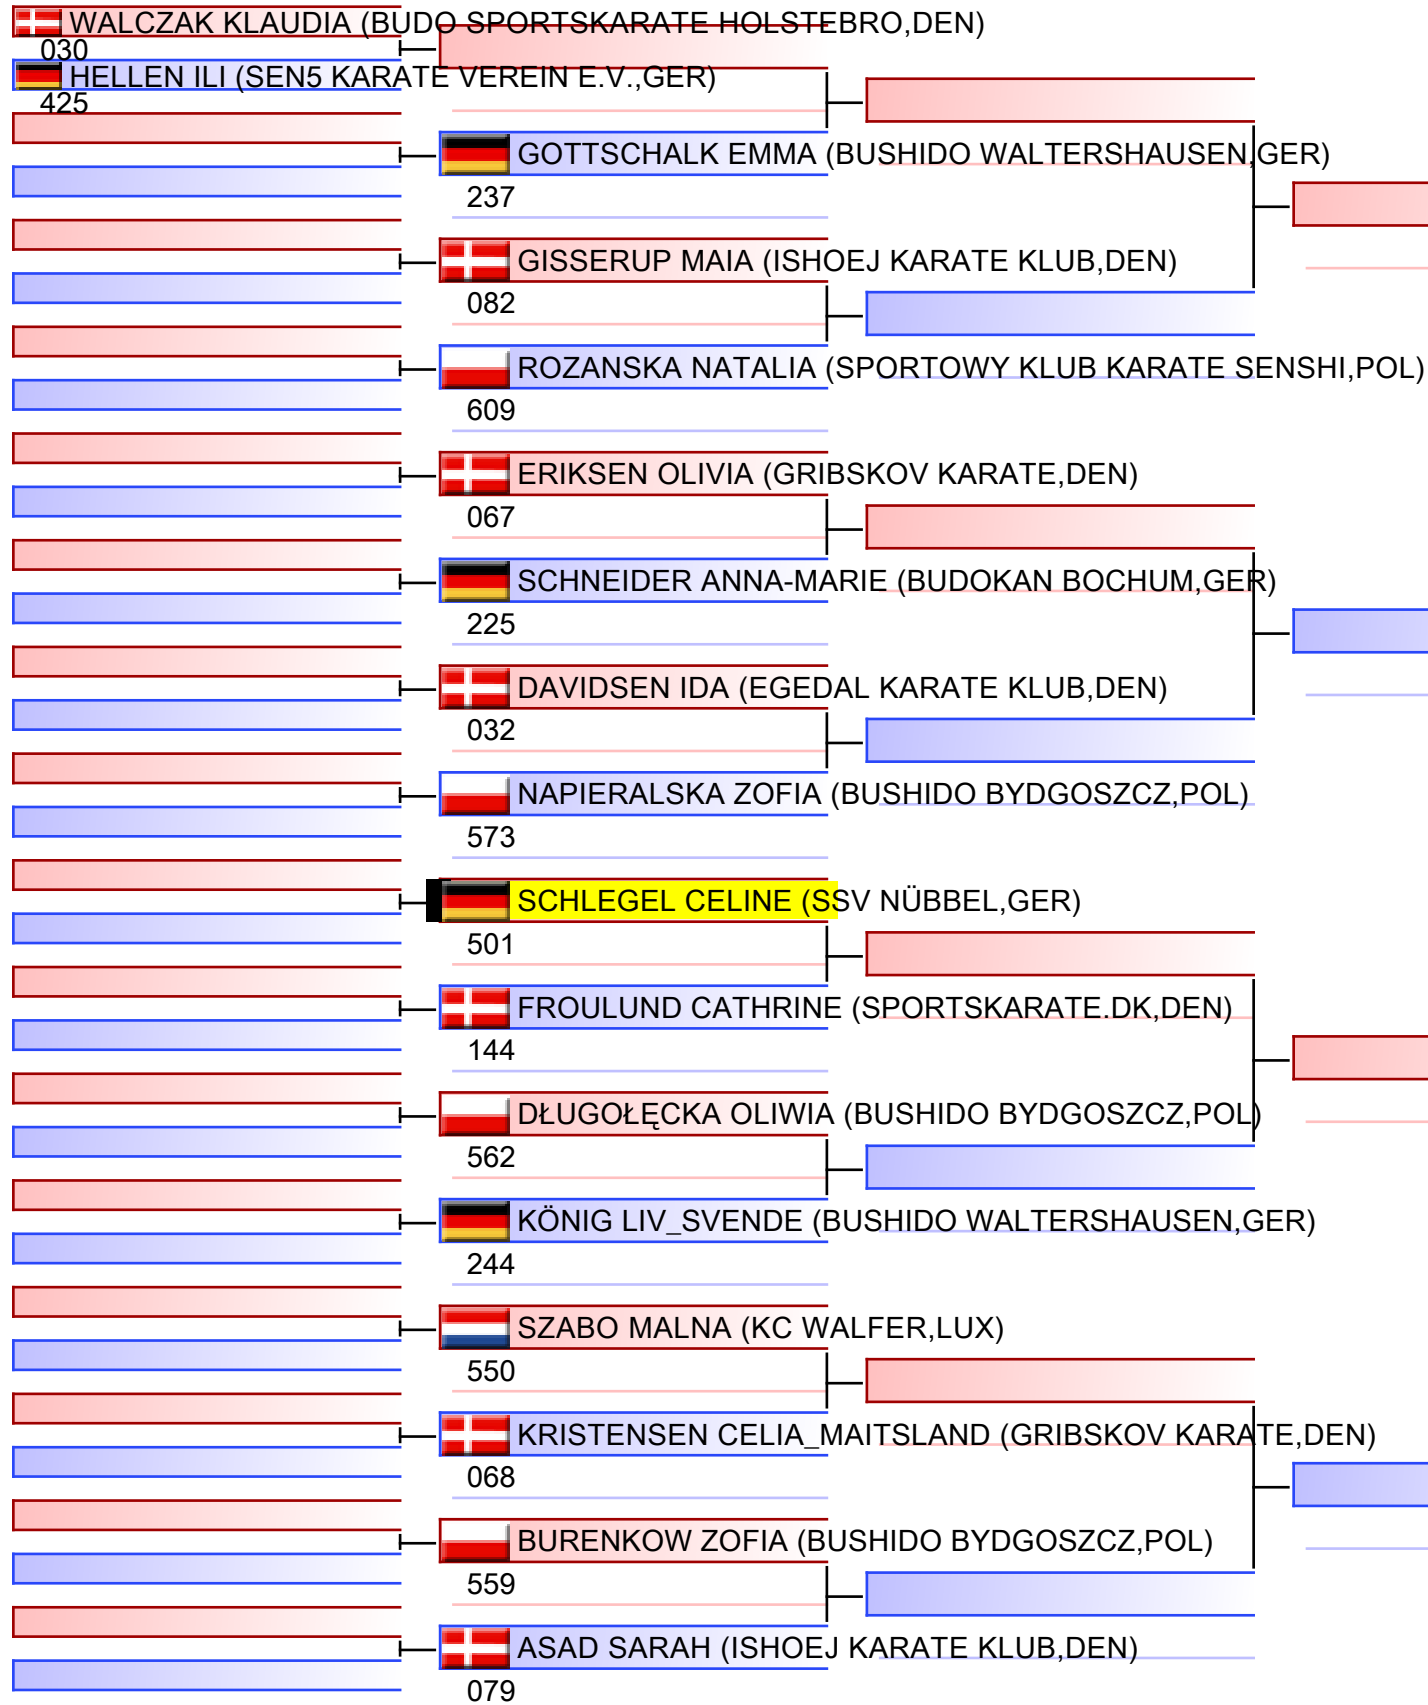 WALCZAK KLAUDIA (BUDO SPORTSKARATE HOLSTEBRO,DEN)
030
HELLEN ILI (SEN5 KARATE VEREIN E.V.,GER)
425
GOTTSCHALK EMMA (BUSHIDO WALTERSHAUSEN,GER)
237
GISSERUP MAIA (ISHOEJ KARATE KLUB,DEN)
082
ROZANSKA NATALIA (SPORTOWY KLUB KARATE SENSHI,POL)
609
ERIKSEN OLIVIA (GRIBSKOV KARATE,DEN)
067
SCHNEIDER ANNA-MARIE (BUDOKAN BOCHUM,GER)
225
DAVIDSEN IDA (EGEDAL KARATE KLUB,DEN)
032
NAPIERALSKA ZOFIA (BUSHIDO BYDGOSZCZ,POL)
573
SCHLEGEL CELINE (SSV NÜBBEL,GER)
501
FROULUND CATHRINE (SPORTSKARATE.DK,DEN)
144
DŁUGOŁĘCKA OLIWIA (BUSHIDO BYDGOSZCZ,POL)
562
KÖNIG LIV_SVENDE (BUSHIDO WALTERSHAUSEN,GER)
244
SZABO MALNA (KC WALFER,LUX)
550
KRISTENSEN CELIA_MAITSLAND (GRIBSKOV KARATE,DEN)
068
BURENKOW ZOFIA (BUSHIDO BYDGOSZCZ,POL)
559
ASAD SARAH (ISHOEJ KARATE KLUB,DEN)
079